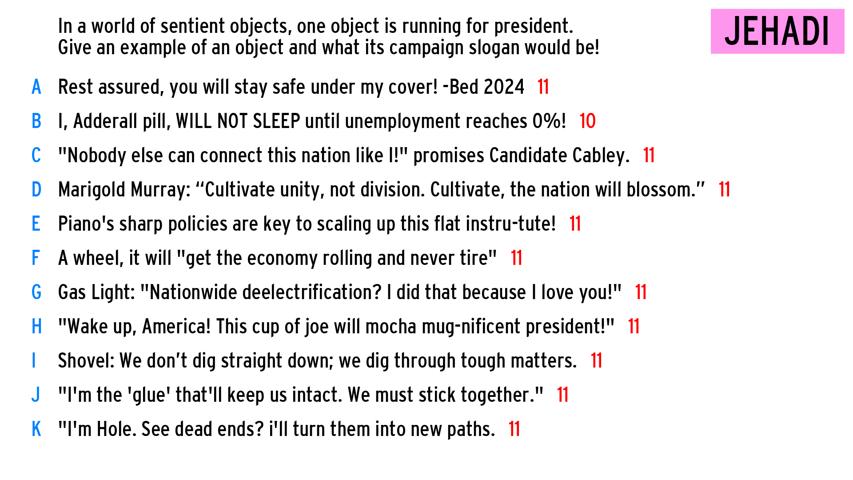 In a world of sentient objects, one object is running for president.
Give an example of an object and what its campaign slogan would be!
JEHADI
A Rest assured, you will stay safe under my cover! -Bed 2024 11
B I, Adderall pill, WILL NOT SLEEP until unemployment reaches 0%! 10
C "Nobody else can connect this nation like I!" promises Candidate Cabley. 11
D Marigold Murray: “Cultivate unity, not division. Cultivate, the nation will blossom.” 11
E Piano's sharp policies are key to scaling up this flat instru-tute! 11
F A wheel, it will "get the economy rolling and never tire" 11
G Gas Light: "Nationwide deelectrification? I did that because I love you!" 11
H "Wake up, America! This cup of joe will mocha mug-nificent president!" 11
I Shovel: We don’t dig straight down; we dig through tough matters. 11
J "I'm the 'glue' that'll keep us intact. We must stick together." 11
K "I'm Hole. See dead ends? i'll turn them into new paths. 11